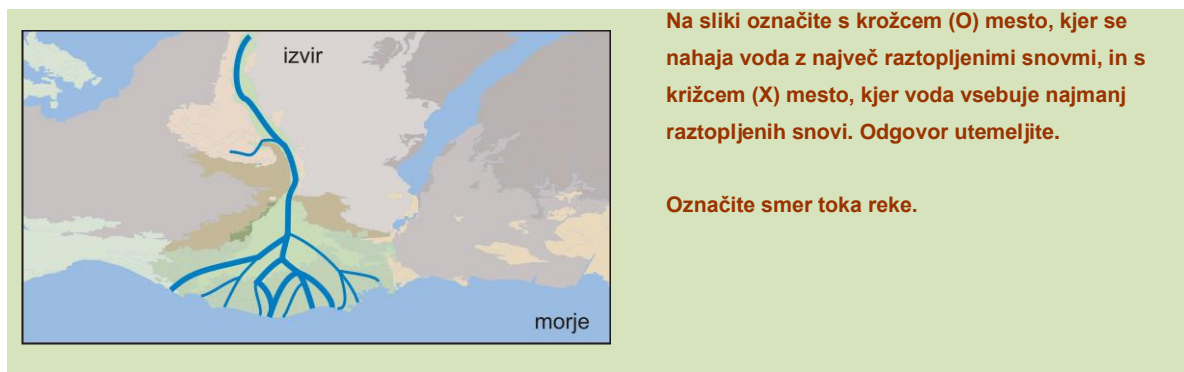 izvir
morje
Na sliki označite s krožcem (O) mesto, kjer se
nahaja voda z največ raztopljenimi snovmi, in s
križcem (X) mesto, kjer voda vsebuje najmanj
raztopljenih snovi. Odgovor utemeljite.
Označite smer toka reke.